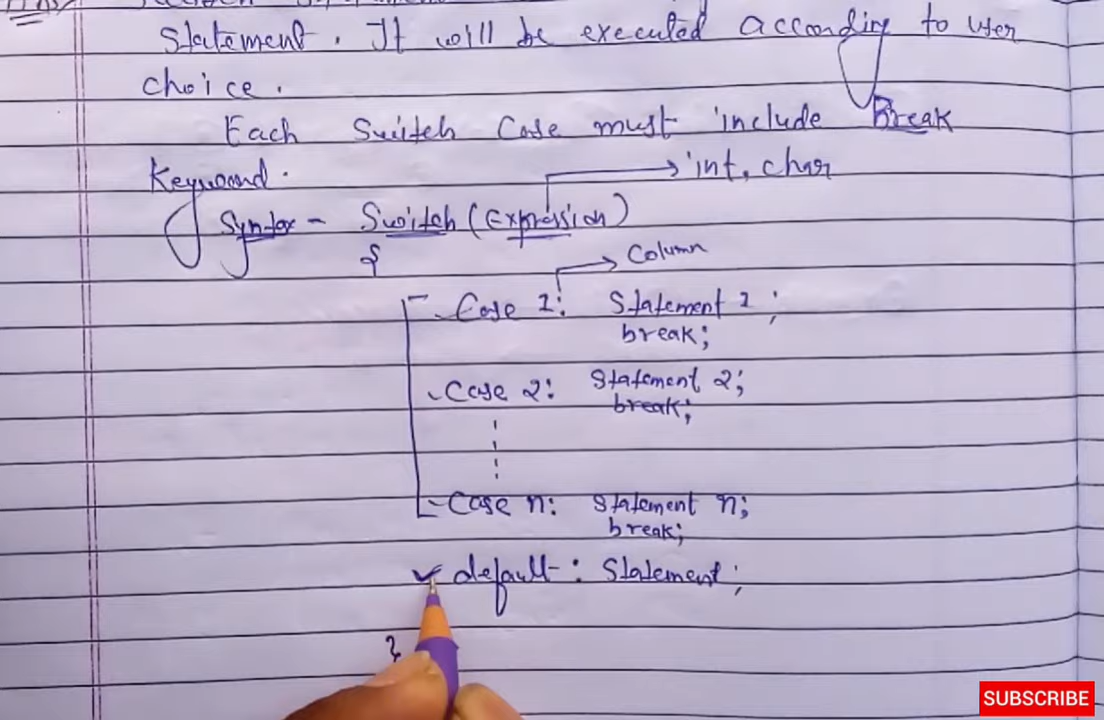 Statement. It will be executed according to user
choice.
Each Switch Case must include Break
Keyword.
int, char
Syntax - Switch (Expression)
{
Column
Case 1: Statement 1;
break;
Case 2: Statement 2;
break;
Case n: Statement n;
break;
default: Statement;
}
SUBSCRIBE